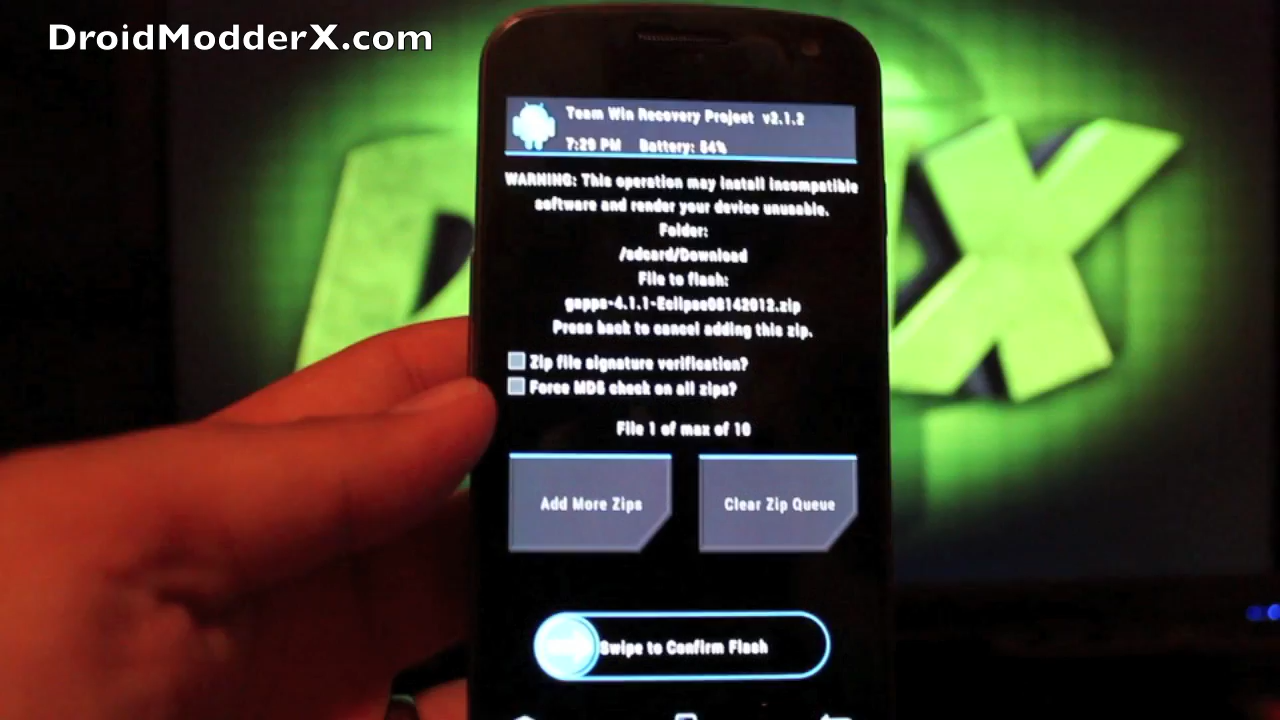 DroidModderX.com
Team Win Recovery Project v2.1.2
7:29 PM Battery: 54%
WARNING: This operation may install incompatible
software and render your device unusable.
Folder:
/sdcard/Download
File to flash:
gapps-4.1.1-Eclipse08142012.zip
Press back to cancel adding this zip.
Zip file signature verification?
Force MD5 check on all zips?
File 1 of max of 10
Add More Zips
Clear Zip Queue
Swipe to Confirm Flash
X